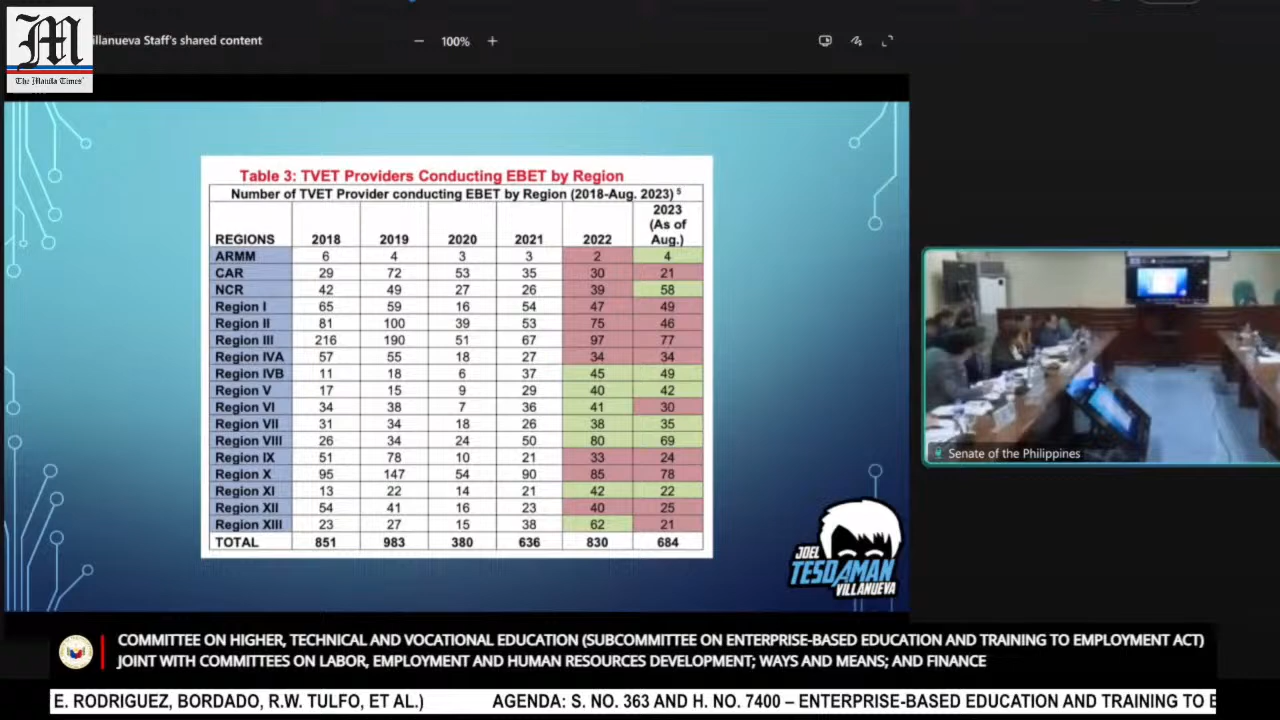 M
The Manila Times
illanueva Staff's shared content
− 100% +
Table 3: TVET Providers Conducting EBET by Region
Number of TVET Provider conducting EBET by Region (2018-Aug. 2023) 5
REGIONS 2018 2019 2020 2021 2022 2023 (As of Aug.)
ARMM 6 4 3 3 2 4
CAR 29 72 53 35 30 21
NCR 42 49 27 26 39 58
Region I 65 59 16 54 47 49
Region II 81 100 39 53 75 46
Region III 216 190 51 67 97 77
Region IVA 57 55 18 27 34 34
Region IVB 11 18 6 37 45 49
Region V 17 15 9 29 40 42
Region VI 34 38 7 36 41 30
Region VII 31 34 18 26 38 35
Region VIII 26 34 24 50 80 69
Region IX 51 78 10 21 33 24
Region X 95 147 54 90 85 78
Region XI 13 22 14 21 42 22
Region XII 54 41 16 23 40 25
Region XIII 23 27 15 38 62 21
TOTAL 851 983 380 636 830 684
Senate of the Philippines
JOEL
TESDAMAN
VILLANUEVA
COMMITTEE ON HIGHER, TECHNICAL AND VOCATIONAL EDUCATION (SUBCOMMITTEE ON ENTERPRISE-BASED EDUCATION AND TRAINING TO EMPLOYMENT ACT)
JOINT WITH COMMITTEES ON LABOR, EMPLOYMENT AND HUMAN RESOURCES DEVELOPMENT; WAYS AND MEANS; AND FINANCE
E. RODRIGUEZ, BORDADO, R.W. TULFO, ET AL.) AGENDA: S. NO. 363 AND H. NO. 7400 – ENTERPRISE-BASED EDUCATION AND TRAINING TO E